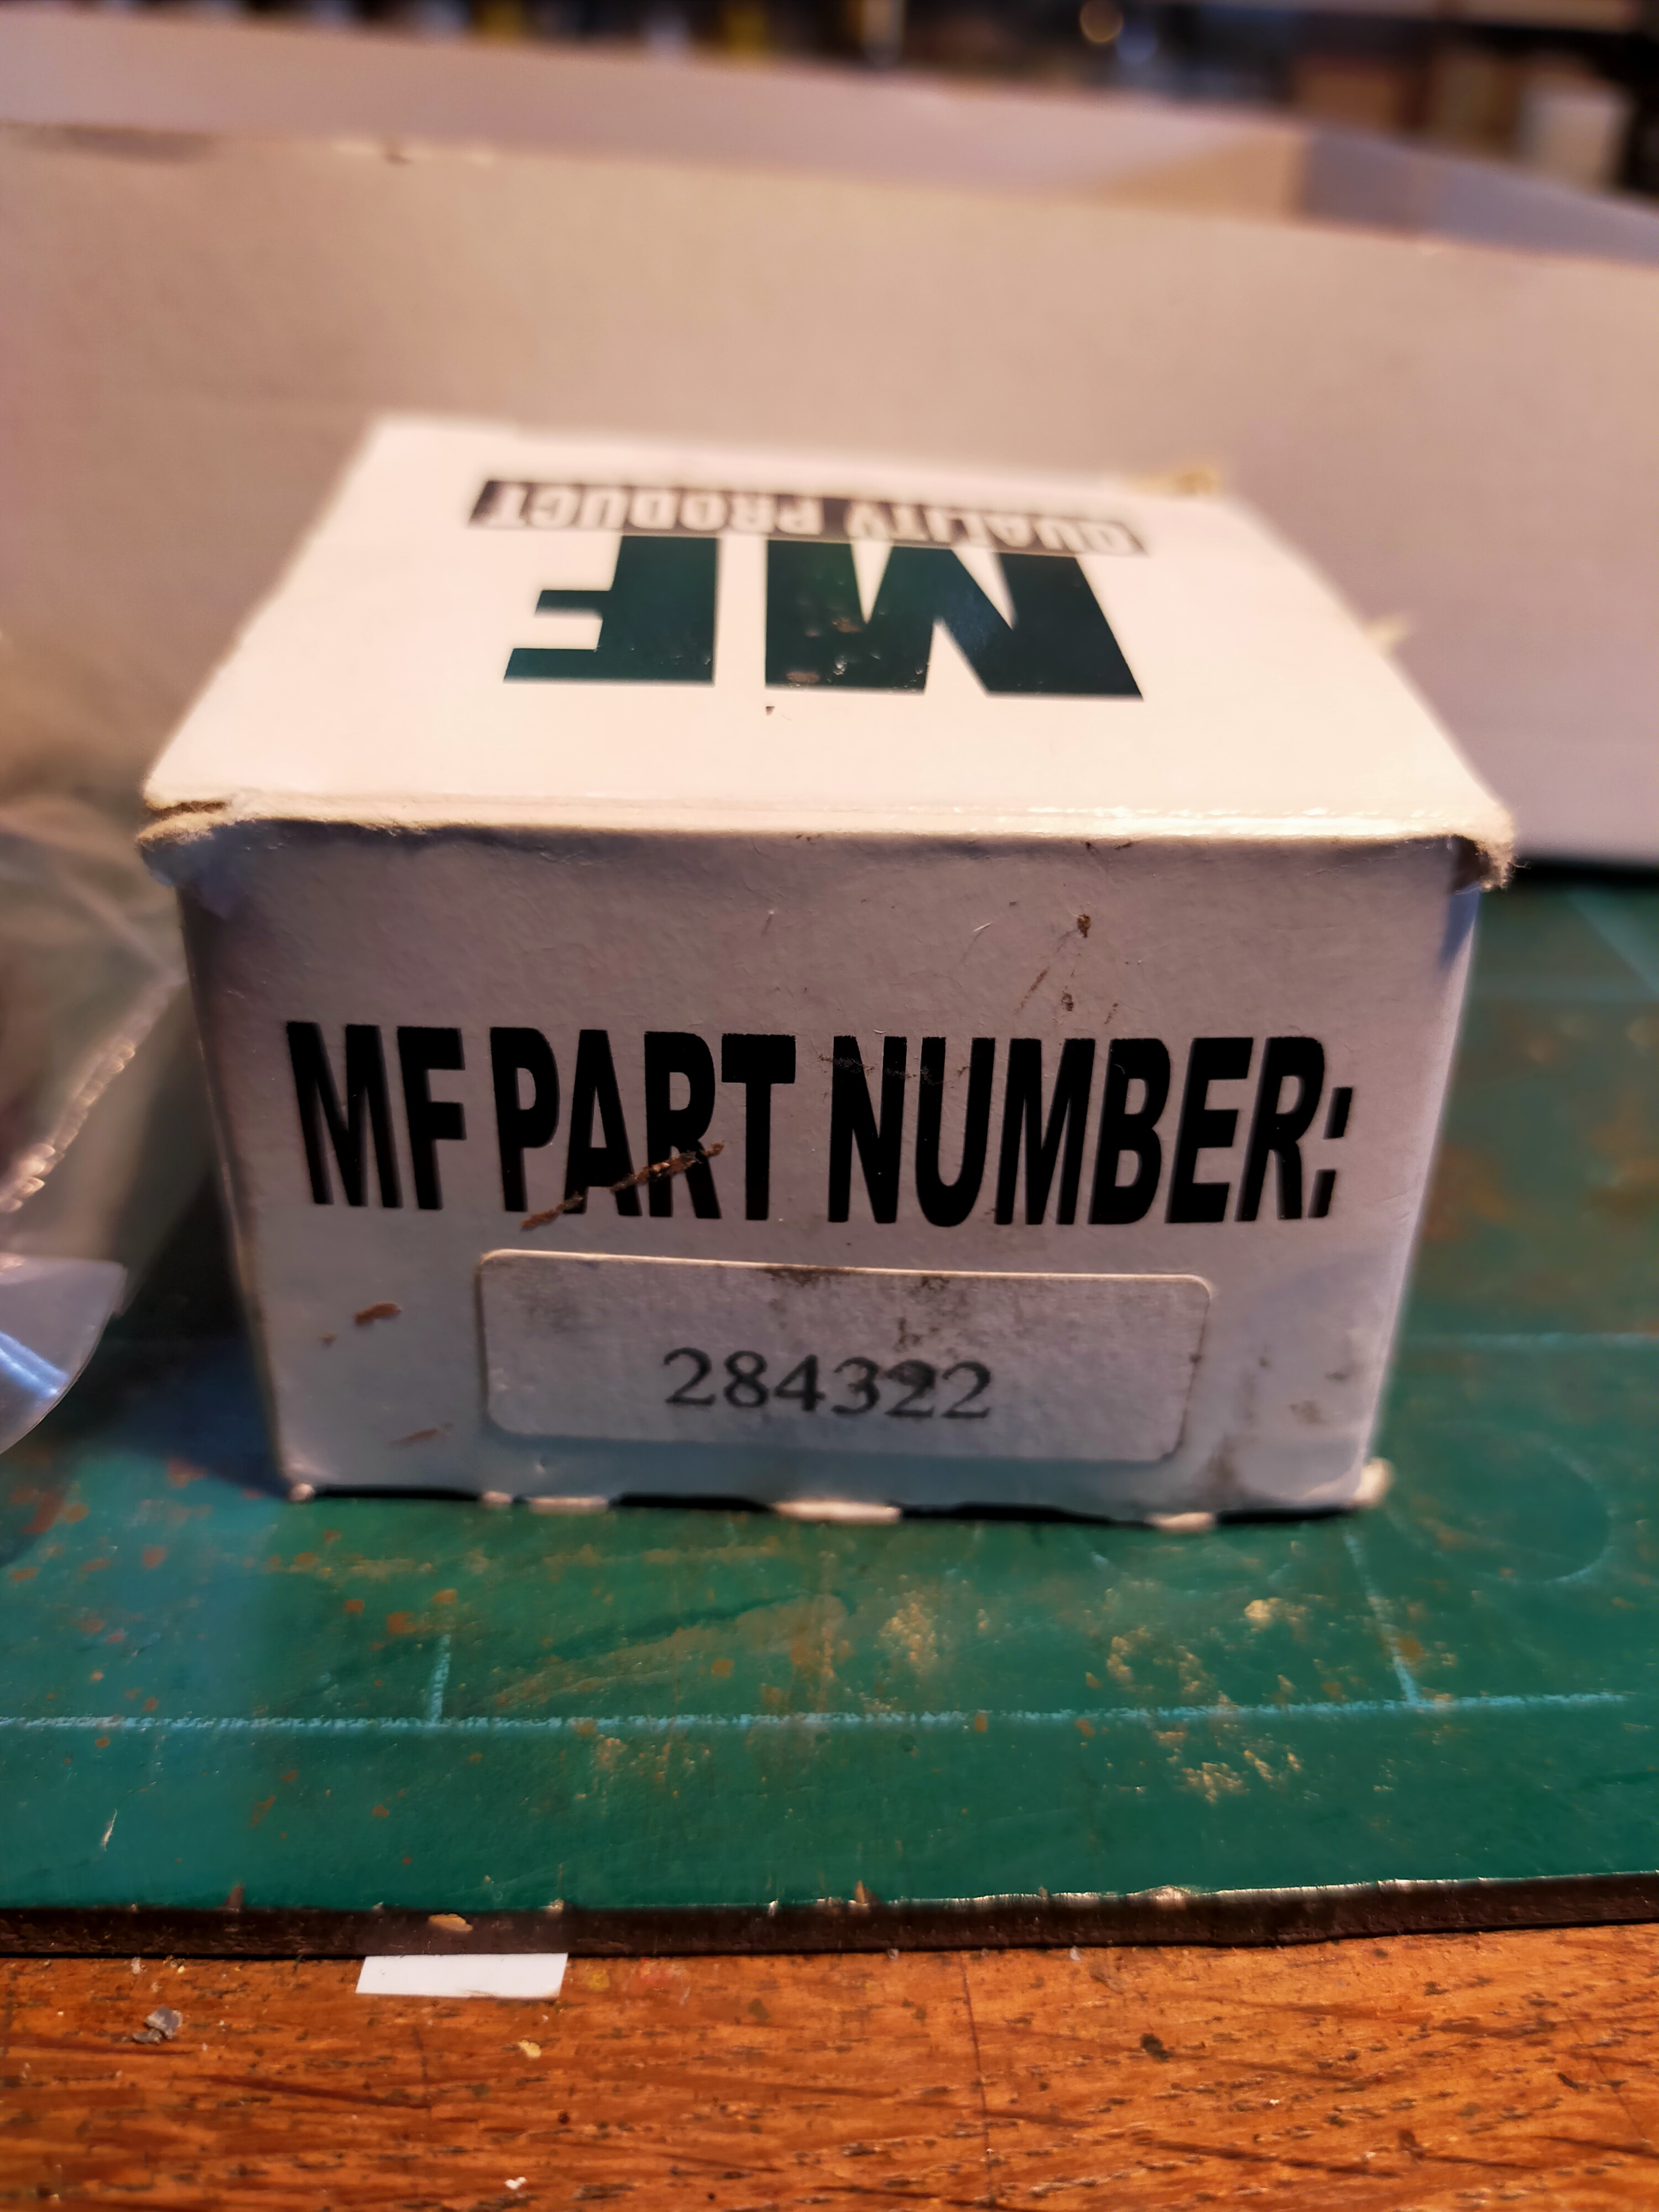 MF
QUALITY PRODUCT
MF PART NUMBER:
284322